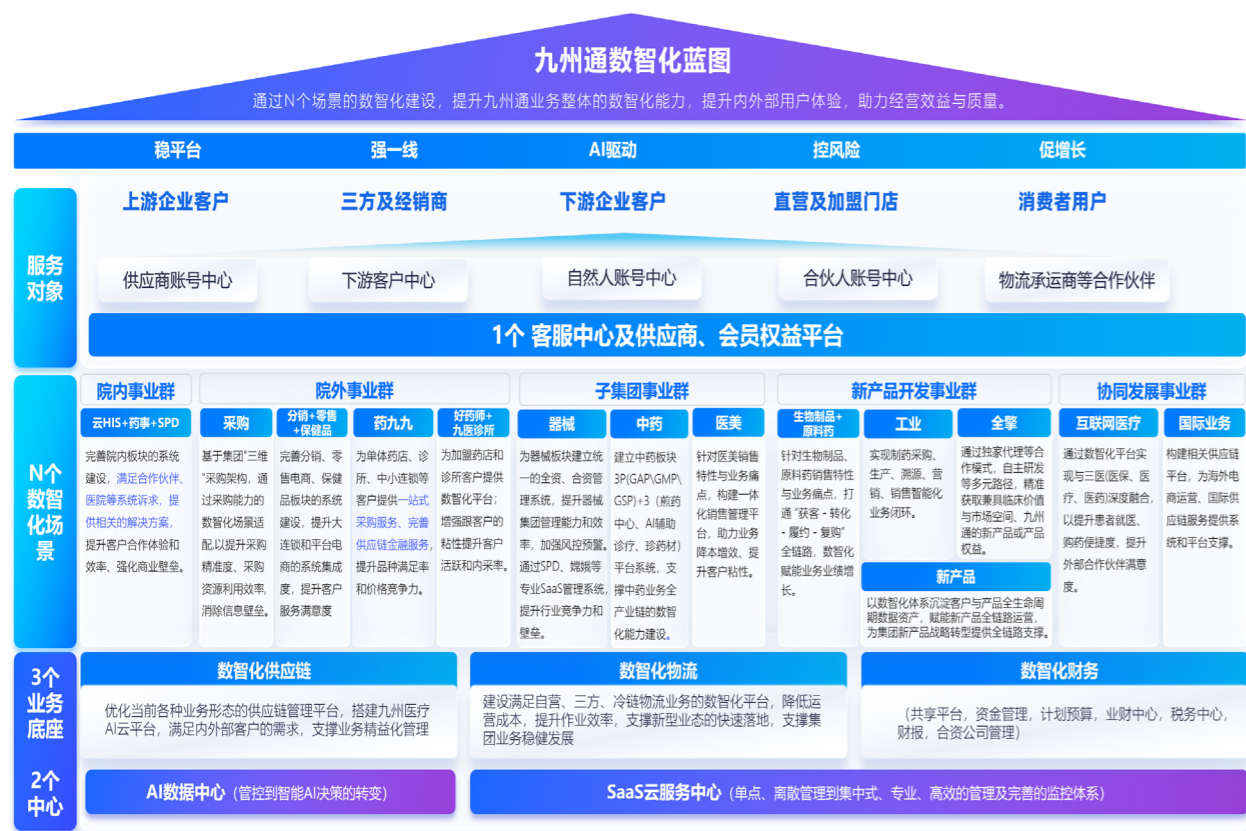 九州通数智化蓝图
通过N个场景的数智化建设，提升九州通业务整体的数智化能力，提升内外部用户体验，助力经营效益与质量。
稳平台
强一线
AI驱动
控风险
促增长
服务
对象
上游企业客户
三方及经销商
下游企业客户
直营及加盟门店
消费者用户
供应商账号中心
下游客户中心
自然人账号中心
合伙人账号中心
物流承运商等合作伙伴
1个 客服中心及供应商、会员权益平台
N个
数智
化场
景
院内事业群
云HIS+药事+SPD
完善院内板块的系统
建设，满足合作伙伴、
医院等系统诉求，提
供相关的解决方案，
提升客户合作体验和
效率、强化商业壁垒。
院外事业群
采购
基于集团“三维
”采购架构，通
过采购能力的
数智化场景适
配,以提升采购
精准度、采购
资源利用效率,
消除信息壁垒。
分销+零售
+保健品
完善分销、零
售电商、保健
品板块的系统
建设，提升大
连锁和平台电
商的系统集成
度，提升客户
服务满意度
药九九
为单体药店、诊
所、中小连锁等
客户提供一站式
采购服务、完善
供应链金融服务,
提升品种满足率
和价格竞争力。
好药师+
九医诊所
为加盟药店和
诊所客户提供
数智化平台；
增强跟客户的
粘性提升客户
活跃和内采率。
子集团事业群
器械
为器械板块建立统
一的全资、合资管
理系统，提升器械
集团管理能力和效
率，加强风控预警。
通过SPD、嫦娥等
专业SaaS管理系统,
提升行业竞争力和
壁垒。
中药
建立中药板块
3P(GAP\GMP\
GSP)+3（煎药
中心、AI辅助
诊疗、珍药材）
平台系统，支
撑中药业务全
产业链的数智
化能力建设。
医美
针对医美销售
特性与业务痛
点，构建一体
化销售管理平
台，助力业务
降本增效、提
升客户粘性。
新产品开发事业群
生物制品+
原料药
针对生物制品、
原料药销售特性
与业务痛点，打
通 “获客 - 转化
- 履约 - 复购”
全链路，数智化
赋能业务业绩增
长。
工业
实现制药采购、
生产、溯源、营
销、销售智能化
业务闭环。
全擎
通过独家代理等合
作模式，自主研发
等多元路径，精准
获取兼具临床价值
与市场空间、九州
通的新产品或产品
权益。
新产品
以数智化体系沉淀客户与产品全生命周
期数据资产，赋能新产品全链路运营，
为集团新产品战略转型提供全链路支撑。
协同发展事业群
互联网医疗
通过数智化平台实
现与三医(医保、医
疗、医药)深度融合,
以提升患者就医、
购药便捷度，提升
外部合作伙伴满意
度。
国际业务
构建相关供应链
平台，为海外电
商运营、国际供
应链服务提供系
统和平台支撑。
3个
业务
底座
数智化供应链
优化当前各种业务形态的供应链管理平台，搭建九州医疗
AI云平台，满足内外部客户的需求，支撑业务精益化管理
数智化物流
建设满足自营、三方、冷链物流业务的数智化平台，降低运
营成本，提升作业效率，支撑新型业态的快速落地，支撑集
团业务稳健发展
数智化财务
（共享平台，资金管理，计划预算，业财中心，税务中心，
财报，合资公司管理）
2个
中心
AI数据中心（管控到智能AI决策的转变）
SaaS云服务中心（单点、离散管理到集中式、专业、高效的管理及完善的监控体系）